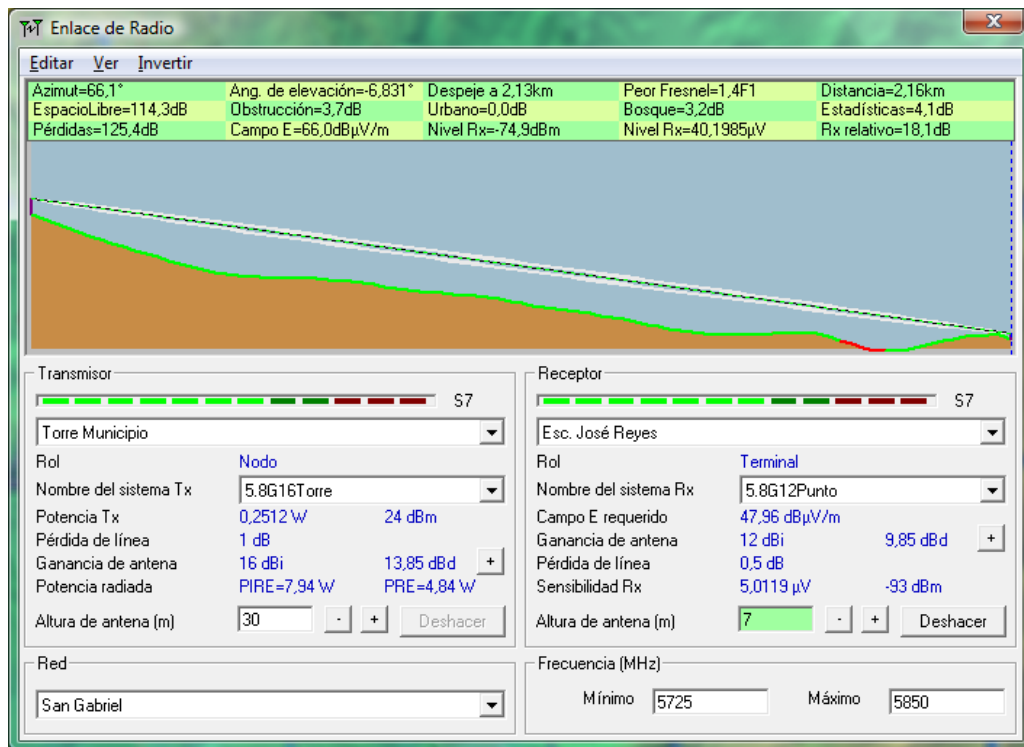 Enlace de Radio
Editar Ver Invertir
Azimut=66,1° Ang. de elevación=-6,831° Despeje a 2,13km Peor Fresnel=1,4F1 Distancia=2,16km
EspacioLibre=114,3dB Obstrucción=3,7dB Urbano=0,0dB Bosque=3,2dB Estadísticas=4,1dB
Pérdidas=125,4dB Campo E=66,0dBµV/m Nivel Rx=-74,9dBm Nivel Rx=40,1985µV Rx relativo=18,1dB
Transmisor
S7
Torre Municipio
Rol Nodo
Nombre del sistema Tx 5.8G16Torre
Potencia Tx 0,2512 W 24 dBm
Pérdida de línea 1 dB
Ganancia de antena 16 dBi 13,85 dBd +
Potencia radiada PIRE=7,94 W PRE=4,84 W
Altura de antena (m) 30 - + Deshacer
Receptor
S7
Esc. José Reyes
Rol Terminal
Nombre del sistema Rx 5.8G12Punto
Campo E requerido 47,96 dBµV/m
Ganancia de antena 12 dBi 9,85 dBd +
Pérdida de línea 0,5 dB
Sensibilidad Rx 5,0119 µV -93 dBm
Altura de antena (m) 7 - + Deshacer
Red
San Gabriel
Frecuencia (MHz)
Mínimo 5725 Máximo 5850